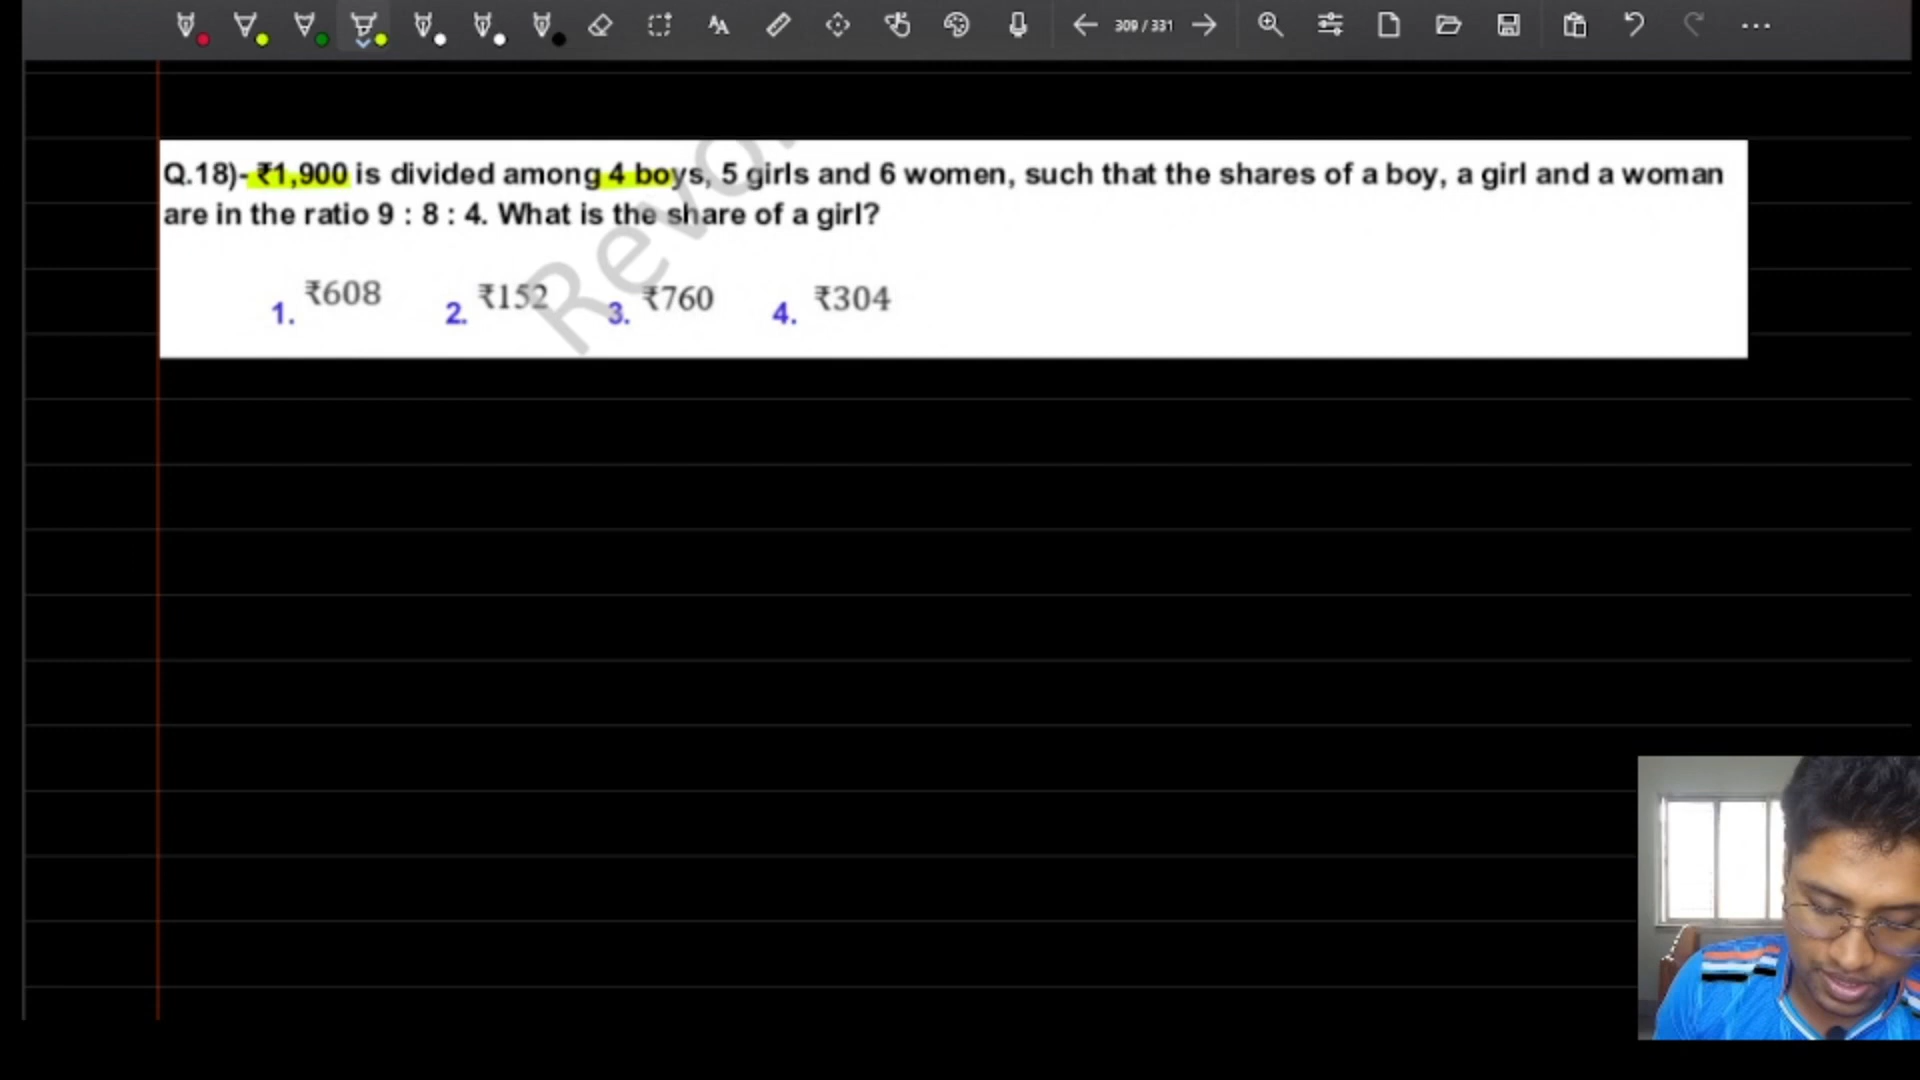 309 / 331
Q.18)- ₹1,900 is divided among 4 boys, 5 girls and 6 women, such that the shares of a boy, a girl and a woman
are in the ratio 9 : 8 : 4. What is the share of a girl?
1. ₹608 2. ₹152 3. ₹760 4. ₹304
Revo